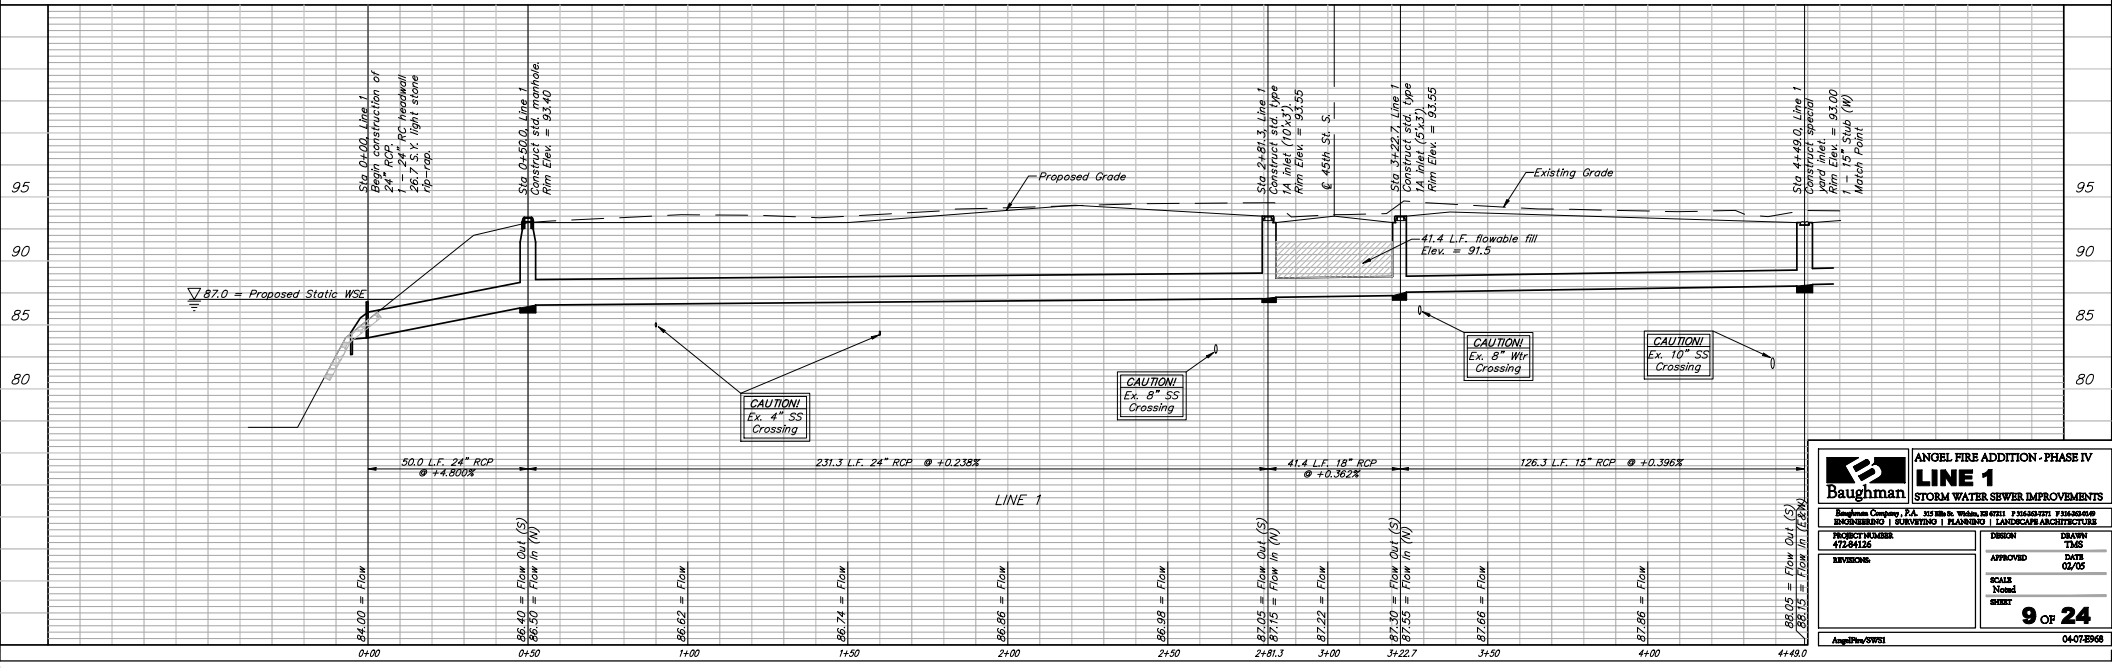 Sta 0+00, Line 1
Begin construction of
24" RCP.
1 - 24" RC headwall
26.7 S.Y. light stone
rip-rap.
Sta 0+50.0, Line 1
Construct std. manhole.
Rim Elev. = 93.40
Sta 2+81.3, Line 1
Construct std. type
1A inlet (10'x3').
Rim Elev. = 93.55
℄ 45th St. S.
Sta 3+22.7, Line 1
Construct std. type
1A inlet (5'x3').
Rim Elev. = 93.55
Sta 4+49.0, Line 1
Construct special
yard inlet.
Rim Elev. = 93.00
1 - 15" Stub (W)
Match Point
95
95
Proposed Grade
Existing Grade
90
90
41.4 L.F. flowable fill
Elev. = 91.5
87.0 = Proposed Static WSE
85
85
CAUTION!
Ex. 8" Wtr
Crossing
CAUTION!
Ex. 10" SS
Crossing
80
80
CAUTION!
Ex. 8" SS
Crossing
CAUTION!
Ex. 4" SS
Crossing
50.0 L.F. 24" RCP
@ +4.800%
231.3 L.F. 24" RCP @ +0.238%
41.4 L.F. 18" RCP
@ +0.362%
126.3 L.F. 15" RCP @ +0.396%
LINE 1
84.00 = Flow
86.40 = Flow Out (S)
86.50 = Flow In (N)
86.62 = Flow
86.74 = Flow
86.86 = Flow
86.98 = Flow
87.05 = Flow Out (S)
87.15 = Flow In (N)
87.22 = Flow
87.30 = Flow Out (S)
87.55 = Flow In (N)
87.66 = Flow
87.86 = Flow
88.05 = Flow Out (S)
88.15 = Flow In (E&W)
0+00
0+50
1+00
1+50
2+00
2+50
2+81.3
3+00
3+22.7
3+50
4+00
4+49.0
Baughman
ANGEL FIRE ADDITION - PHASE IV
LINE 1
STORM WATER SEWER IMPROVEMENTS
Baughman Company, P.A. 315 Ellis St. Wichita, KS 67211 P 316-262-7271 F 316-262-0149
ENGINEERING | SURVEYING | PLANNING | LANDSCAPE ARCHITECTURE
PROJECT NUMBER
472-84126
REVISIONS:
DESIGN
DRAWN
TMS
APPROVED
DATE
02/05
SCALE
Noted
SHEET
9 OF 24
AngelFire/SWS1
04-07-E968